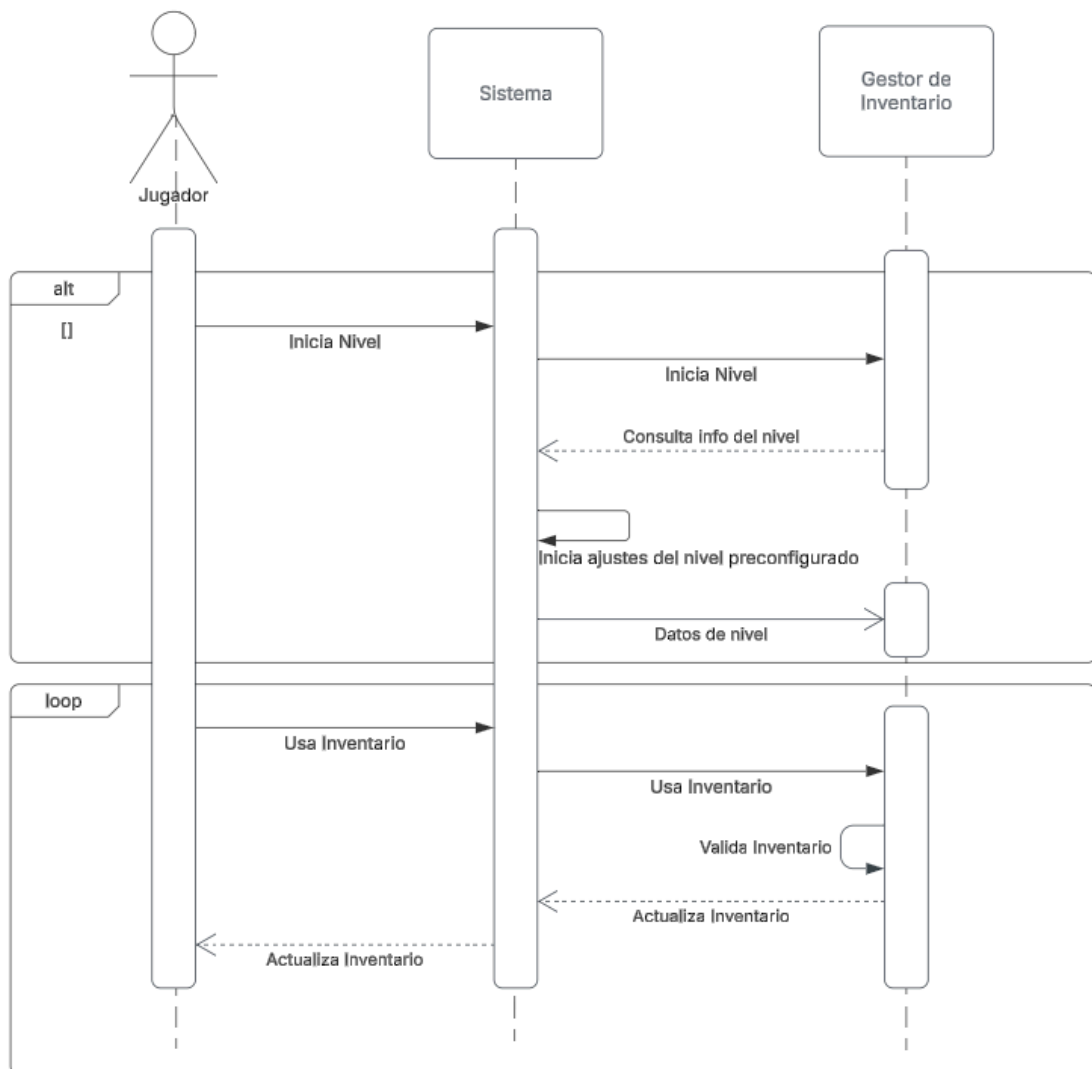 Sistema
Gestor de
Inventario
Jugador
alt
[]
Inicia Nivel
Inicia Nivel
Consulta info del nivel
Inicia ajustes del nivel preconfigurado
Datos de nivel
loop
Usa Inventario
Usa Inventario
Valida Inventario
Actualiza Inventario
Actualiza Inventario